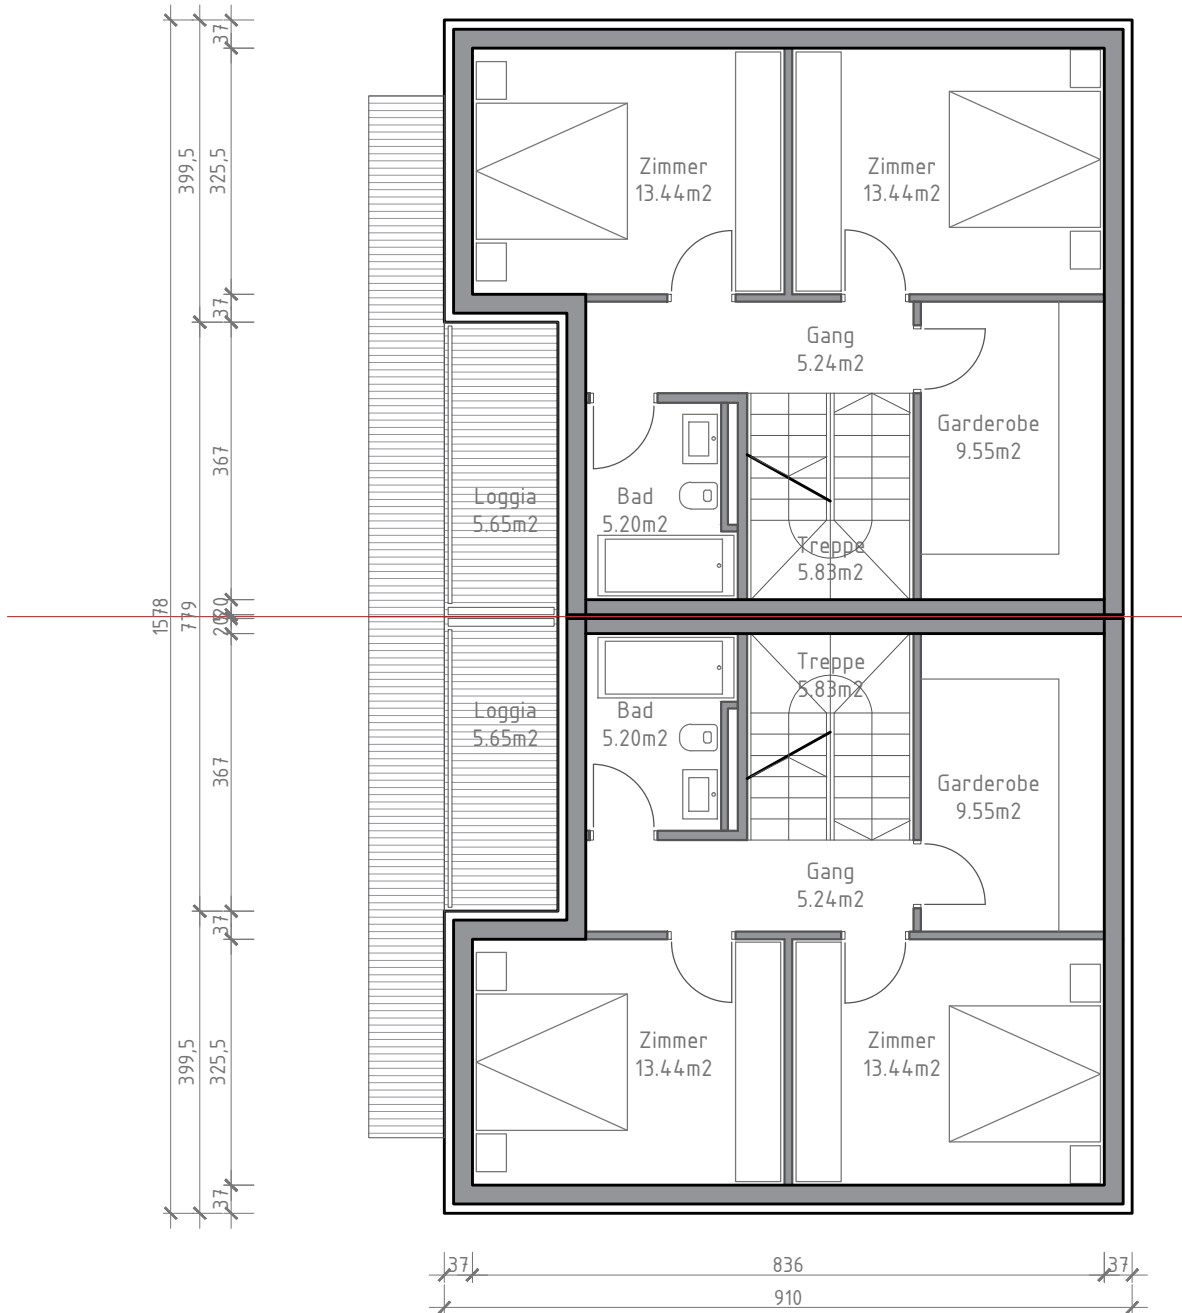 37
399,5
325,5
Zimmer
13.44m2
Zimmer
13.44m2
37
Gang
5.24m2
Garderobe
9.55m2
367
Loggia
5.65m2
Bad
5.20m2
Treppe
5.83m2
1578
779
20
Treppe
5.83m2
Loggia
5.65m2
Bad
5.20m2
367
Garderobe
9.55m2
Gang
5.24m2
37
399,5
325,5
Zimmer
13.44m2
Zimmer
13.44m2
37
37
836
37
910